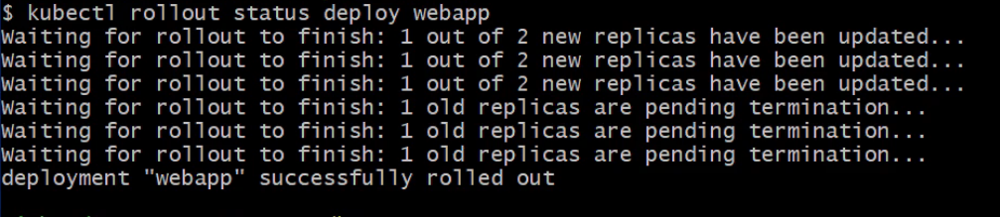 $ kubectl rollout status deploy webapp
Waiting for rollout to finish: 1 out of 2 new replicas have been updated...
Waiting for rollout to finish: 1 out of 2 new replicas have been updated...
Waiting for rollout to finish: 1 out of 2 new replicas have been updated...
Waiting for rollout to finish: 1 old replicas are pending termination...
Waiting for rollout to finish: 1 old replicas are pending termination...
Waiting for rollout to finish: 1 old replicas are pending termination...
deployment "webapp" successfully rolled out